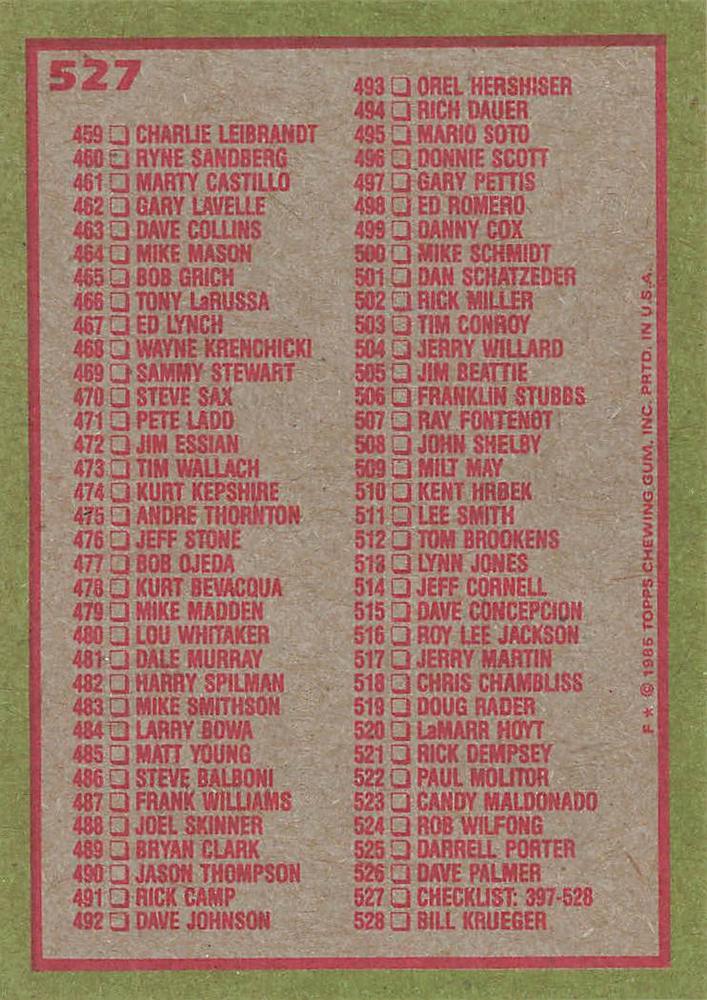 527
459 CHARLIE LEIBRANDT
460 RYNE SANDBERG
461 MARTY CASTILLO
462 GARY LAVELLE
463 DAVE COLLINS
464 MIKE MASON
465 BOB GRICH
466 TONY LaRUSSA
467 ED LYNCH
468 WAYNE KRENCHICKI
469 SAMMY STEWART
470 STEVE SAX
471 PETE LADD
472 JIM ESSIAN
473 TIM WALLACH
474 KURT KEPSHIRE
475 ANDRE THORNTON
476 JEFF STONE
477 BOB OJEDA
478 KURT BEVACQUA
479 MIKE MADDEN
480 LOU WHITAKER
481 DALE MURRAY
482 HARRY SPILMAN
483 MIKE SMITHSON
484 LARRY BOWA
485 MATT YOUNG
486 STEVE BALBONI
487 FRANK WILLIAMS
488 JOEL SKINNER
489 BRYAN CLARK
490 JASON THOMPSON
491 RICK CAMP
492 DAVE JOHNSON
493 OREL HERSHISER
494 RICH DAUER
495 MARIO SOTO
496 DONNIE SCOTT
497 GARY PETTIS
498 ED ROMERO
499 DANNY COX
500 MIKE SCHMIDT
501 DAN SCHATZEDER
502 RICK MILLER
503 TIM CONROY
504 JERRY WILLARD
505 JIM BEATTIE
506 FRANKLIN STUBBS
507 RAY FONTENOT
508 JOHN SHELBY
509 MILT MAY
510 KENT HRBEK
511 LEE SMITH
512 TOM BROOKENS
513 LYNN JONES
514 JEFF CORNELL
515 DAVE CONCEPCION
516 ROY LEE JACKSON
517 JERRY MARTIN
518 CHRIS CHAMBLISS
519 DOUG RADER
520 LaMARR HOYT
521 RICK DEMPSEY
522 PAUL MOLITOR
523 CANDY MALDONADO
524 ROB WILFONG
525 DARRELL PORTER
526 DAVE PALMER
527 CHECKLIST: 397-528
528 BILL KRUEGER
F★ © 1985 TOPPS CHEWING GUM, INC. PRTD. IN U.S.A.